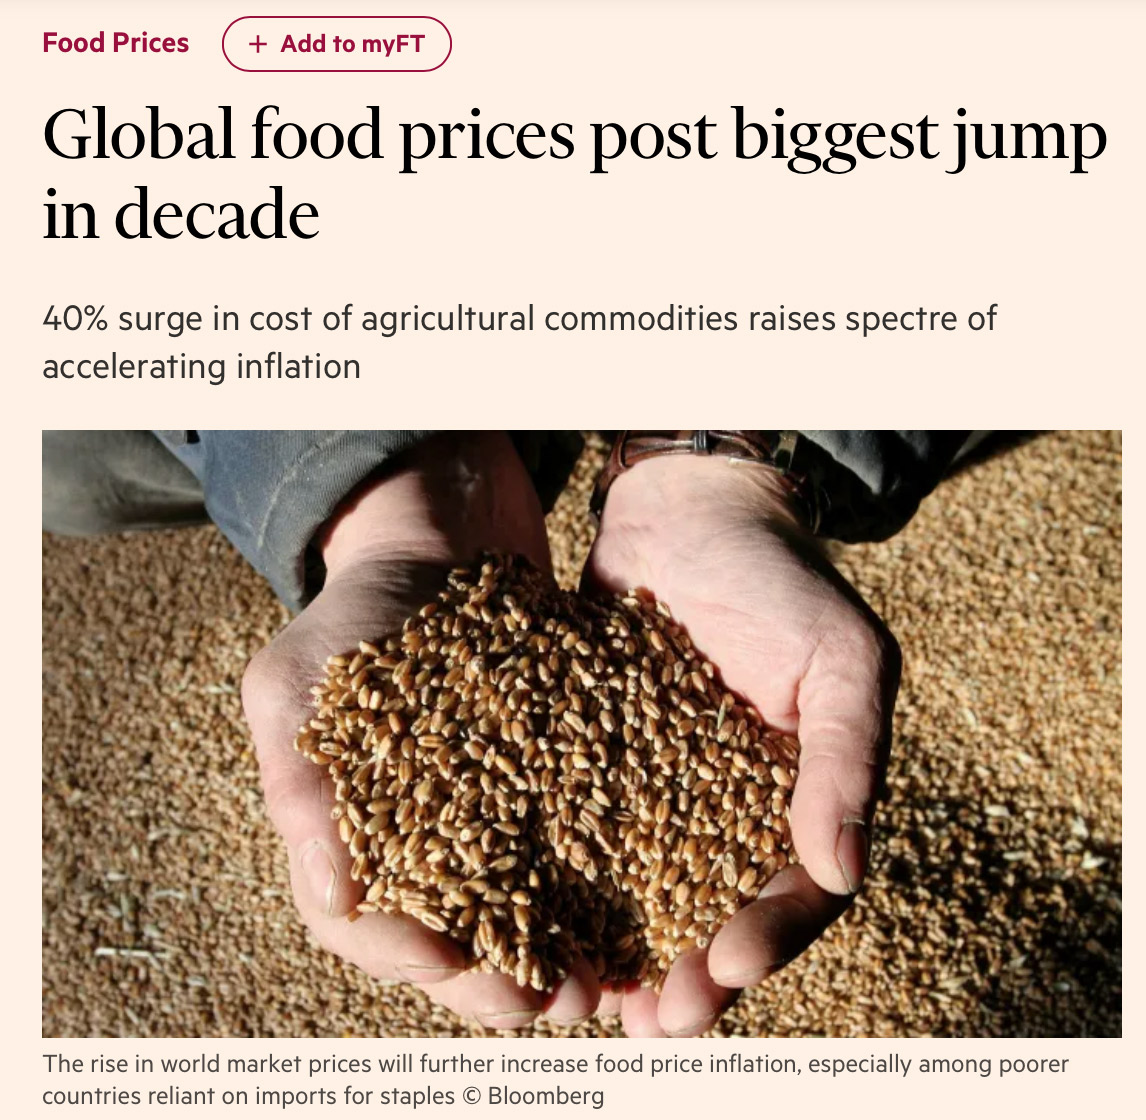 Food Prices
+ Add to myFT
Global food prices post biggest jump
in decade
40% surge in cost of agricultural commodities raises spectre of
accelerating inflation
The rise in world market prices will further increase food price inflation, especially among poorer
countries reliant on imports for staples © Bloomberg